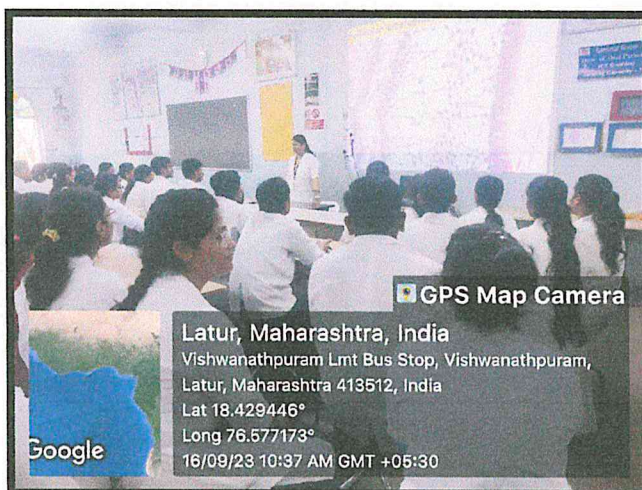 GPS Map Camera
Latur, Maharashtra, India
Vishwanathpuram Lmt Bus Stop, Vishwanathpuram,
Latur, Maharashtra 413512, India
Lat 18.429446°
Long 76.577173°
16/09/23 10:37 AM GMT +05:30
Google